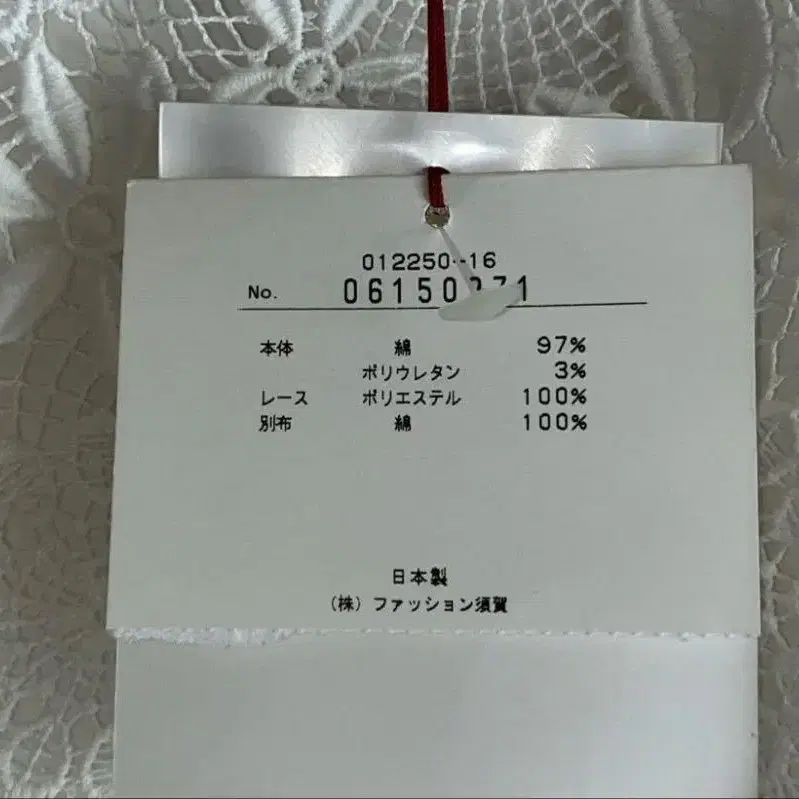 012250--16
No.
本体 綿 97%
ポリウレタン 3%
レース ポリエステル 100%
別布 綿 100%
日本製
（株）ファッション須賀